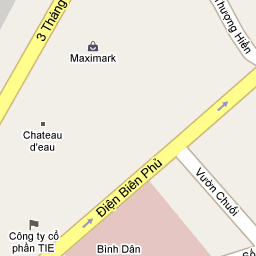 3 Tháng
Thượng Hiền
Maximark
Chateau
d'eau
Điện Biên Phủ
Vườn Chuối
Công ty cổ
phần TIE
Bình Dân